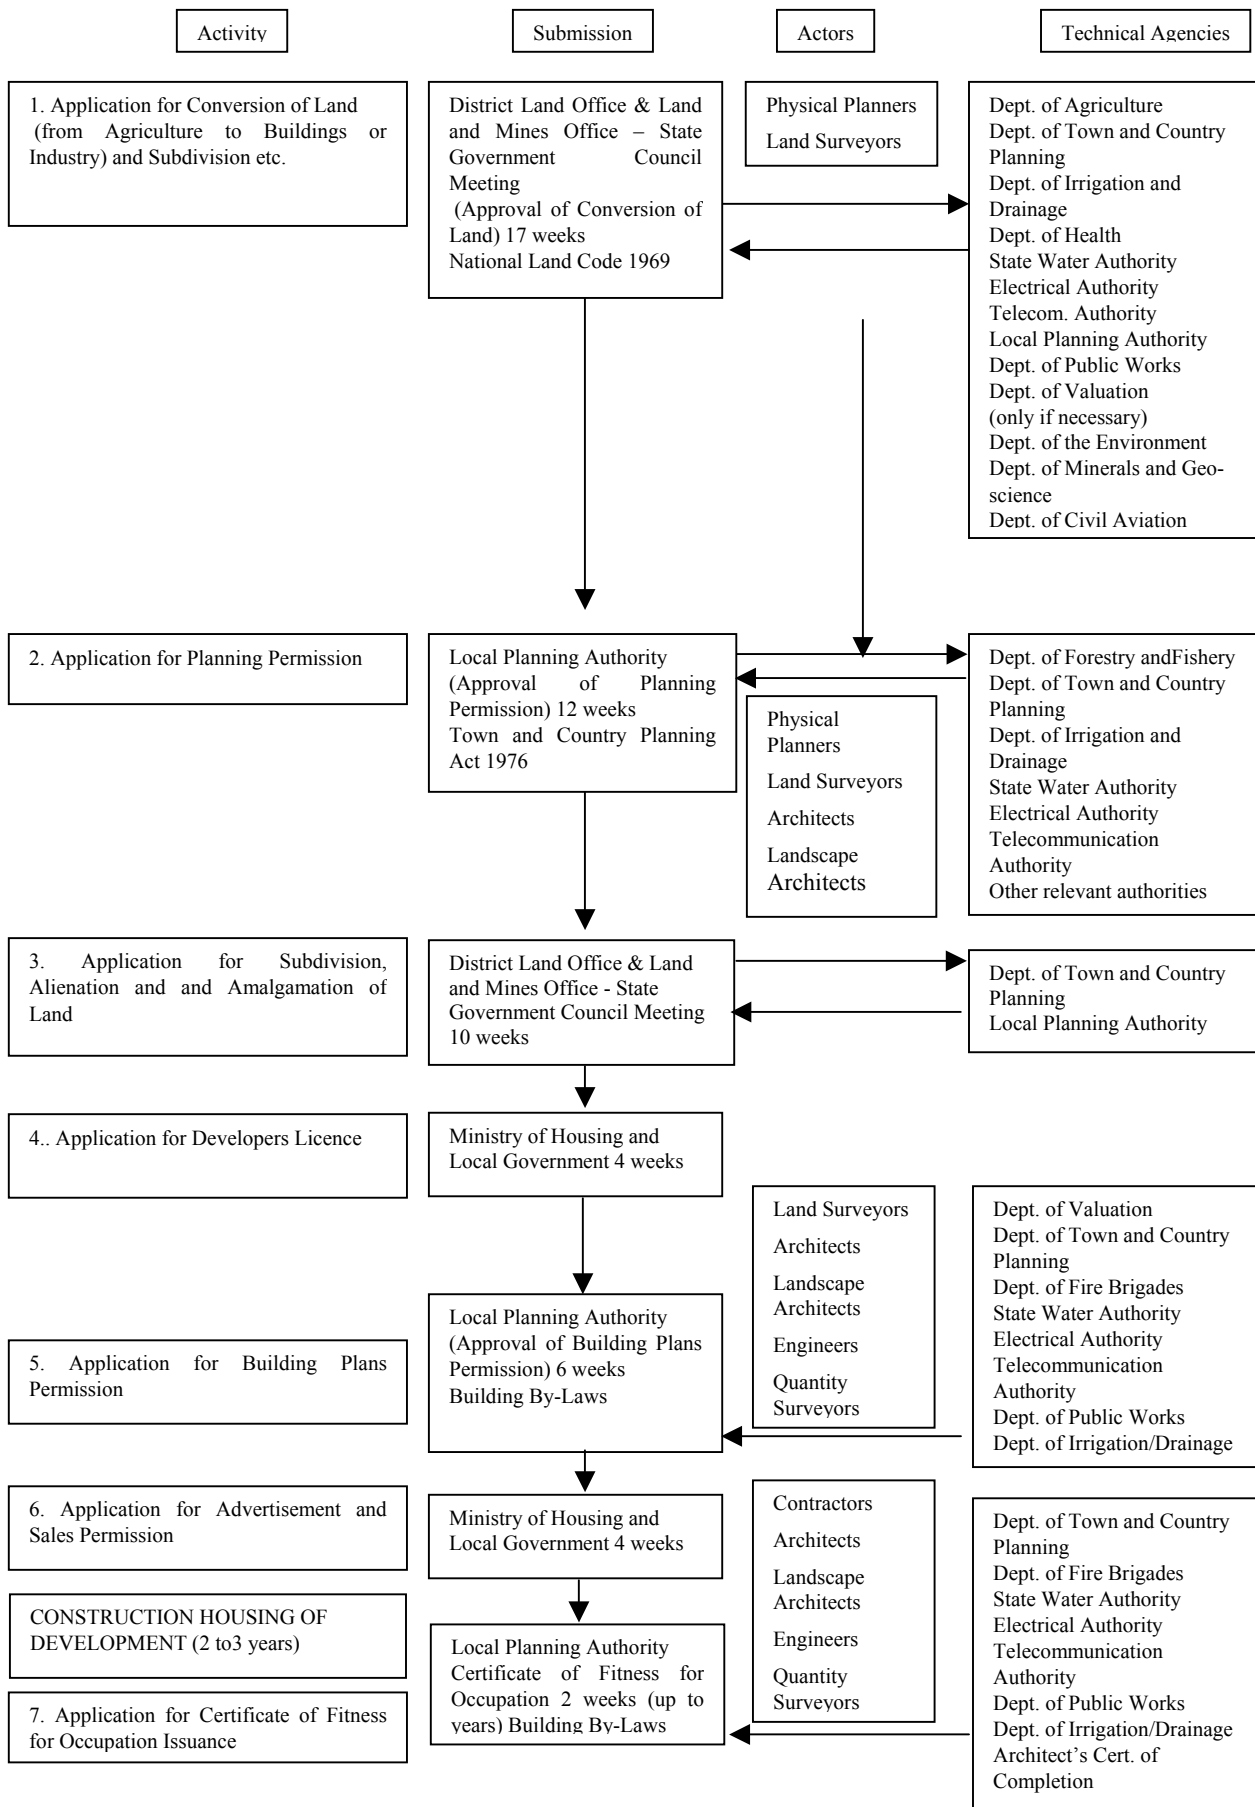 Activity
Submission
Actors
Technical Agencies
1. Application for Conversion of Land
(from Agriculture to Buildings or
Industry) and Subdivision etc.
District Land Office & Land
and Mines Office – State
Government Council
Meeting
(Approval of Conversion of
Land) 17 weeks
National Land Code 1969
Physical Planners
Land Surveyors
Dept. of Agriculture
Dept. of Town and Country
Planning
Dept. of Irrigation and
Drainage
Dept. of Health
State Water Authority
Electrical Authority
Telecom. Authority
Local Planning Authority
Dept. of Public Works
Dept. of Valuation
(only if necessary)
Dept. of the Environment
Dept. of Minerals and Geo-
science
Dept. of Civil Aviation
2. Application for Planning Permission
Local Planning Authority
(Approval of Planning
Permission) 12 weeks
Town and Country Planning
Act 1976
Physical
Planners
Land Surveyors
Architects
Landscape
Architects
Dept. of Forestry andFishery
Dept. of Town and Country
Planning
Dept. of Irrigation and
Drainage
State Water Authority
Electrical Authority
Telecommunication
Authority
Other relevant authorities
3. Application for Subdivision,
Alienation and and Amalgamation of
Land
District Land Office & Land
and Mines Office - State
Government Council Meeting
10 weeks
Dept. of Town and Country
Planning
Local Planning Authority
4.. Application for Developers Licence
Ministry of Housing and
Local Government 4 weeks
5. Application for Building Plans
Permission
Local Planning Authority
(Approval of Building Plans
Permission) 6 weeks
Building By-Laws
Land Surveyors
Architects
Landscape
Architects
Engineers
Quantity
Surveyors
Dept. of Valuation
Dept. of Town and Country
Planning
Dept. of Fire Brigades
State Water Authority
Electrical Authority
Telecommunication
Authority
Dept. of Public Works
Dept. of Irrigation/Drainage
6. Application for Advertisement and
Sales Permission
Ministry of Housing and
Local Government 4 weeks
Contractors
Architects
Landscape
Architects
Engineers
Quantity
Surveyors
Dept. of Town and Country
Planning
Dept. of Fire Brigades
State Water Authority
Electrical Authority
Telecommunication
Authority
Dept. of Public Works
Dept. of Irrigation/Drainage
Architect's Cert. of
Completion
CONSTRUCTION HOUSING OF
DEVELOPMENT (2 to3 years)
7. Application for Certificate of Fitness
for Occupation Issuance
Local Planning Authority
Certificate of Fitness for
Occupation 2 weeks (up to
years) Building By-Laws